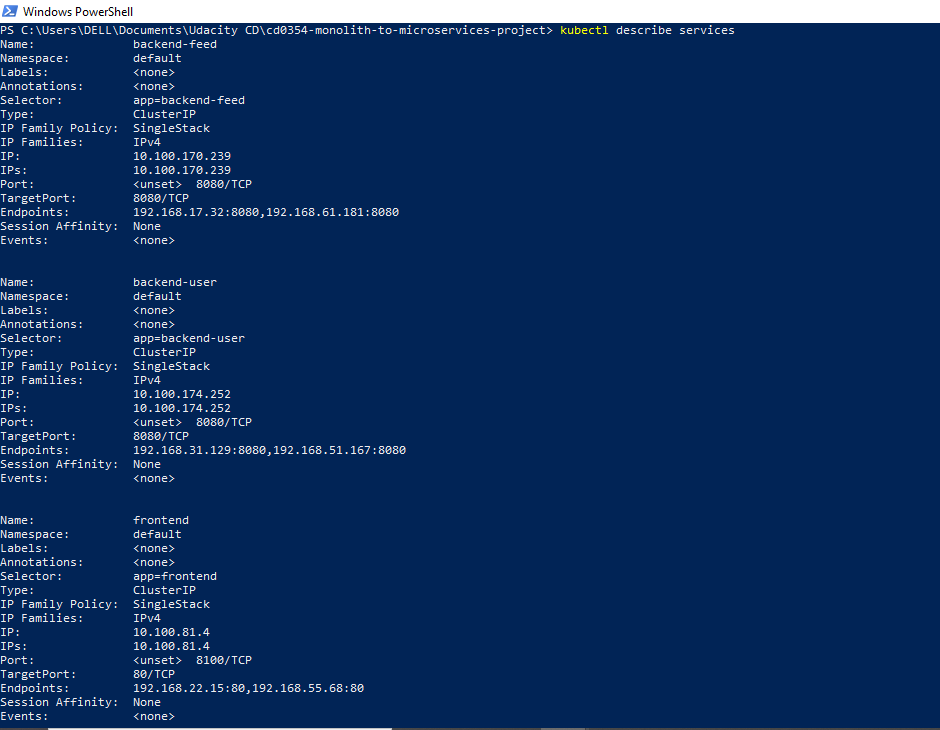 Windows PowerShell
PS C:\Users\DELL\Documents\Udacity CD\cd0354-monolith-to-microservices-project> kubectl describe services
Name: backend-feed
Namespace: default
Labels: <none>
Annotations: <none>
Selector: app=backend-feed
Type: ClusterIP
IP Family Policy: SingleStack
IP Families: IPv4
IP: 10.100.170.239
IPs: 10.100.170.239
Port: <unset> 8080/TCP
TargetPort: 8080/TCP
Endpoints: 192.168.17.32:8080,192.168.61.181:8080
Session Affinity: None
Events: <none>
Name: backend-user
Namespace: default
Labels: <none>
Annotations: <none>
Selector: app=backend-user
Type: ClusterIP
IP Family Policy: SingleStack
IP Families: IPv4
IP: 10.100.174.252
IPs: 10.100.174.252
Port: <unset> 8080/TCP
TargetPort: 8080/TCP
Endpoints: 192.168.31.129:8080,192.168.51.167:8080
Session Affinity: None
Events: <none>
Name: frontend
Namespace: default
Labels: <none>
Annotations: <none>
Selector: app=frontend
Type: ClusterIP
IP Family Policy: SingleStack
IP Families: IPv4
IP: 10.100.81.4
IPs: 10.100.81.4
Port: <unset> 8100/TCP
TargetPort: 80/TCP
Endpoints: 192.168.22.15:80,192.168.55.68:80
Session Affinity: None
Events: <none>